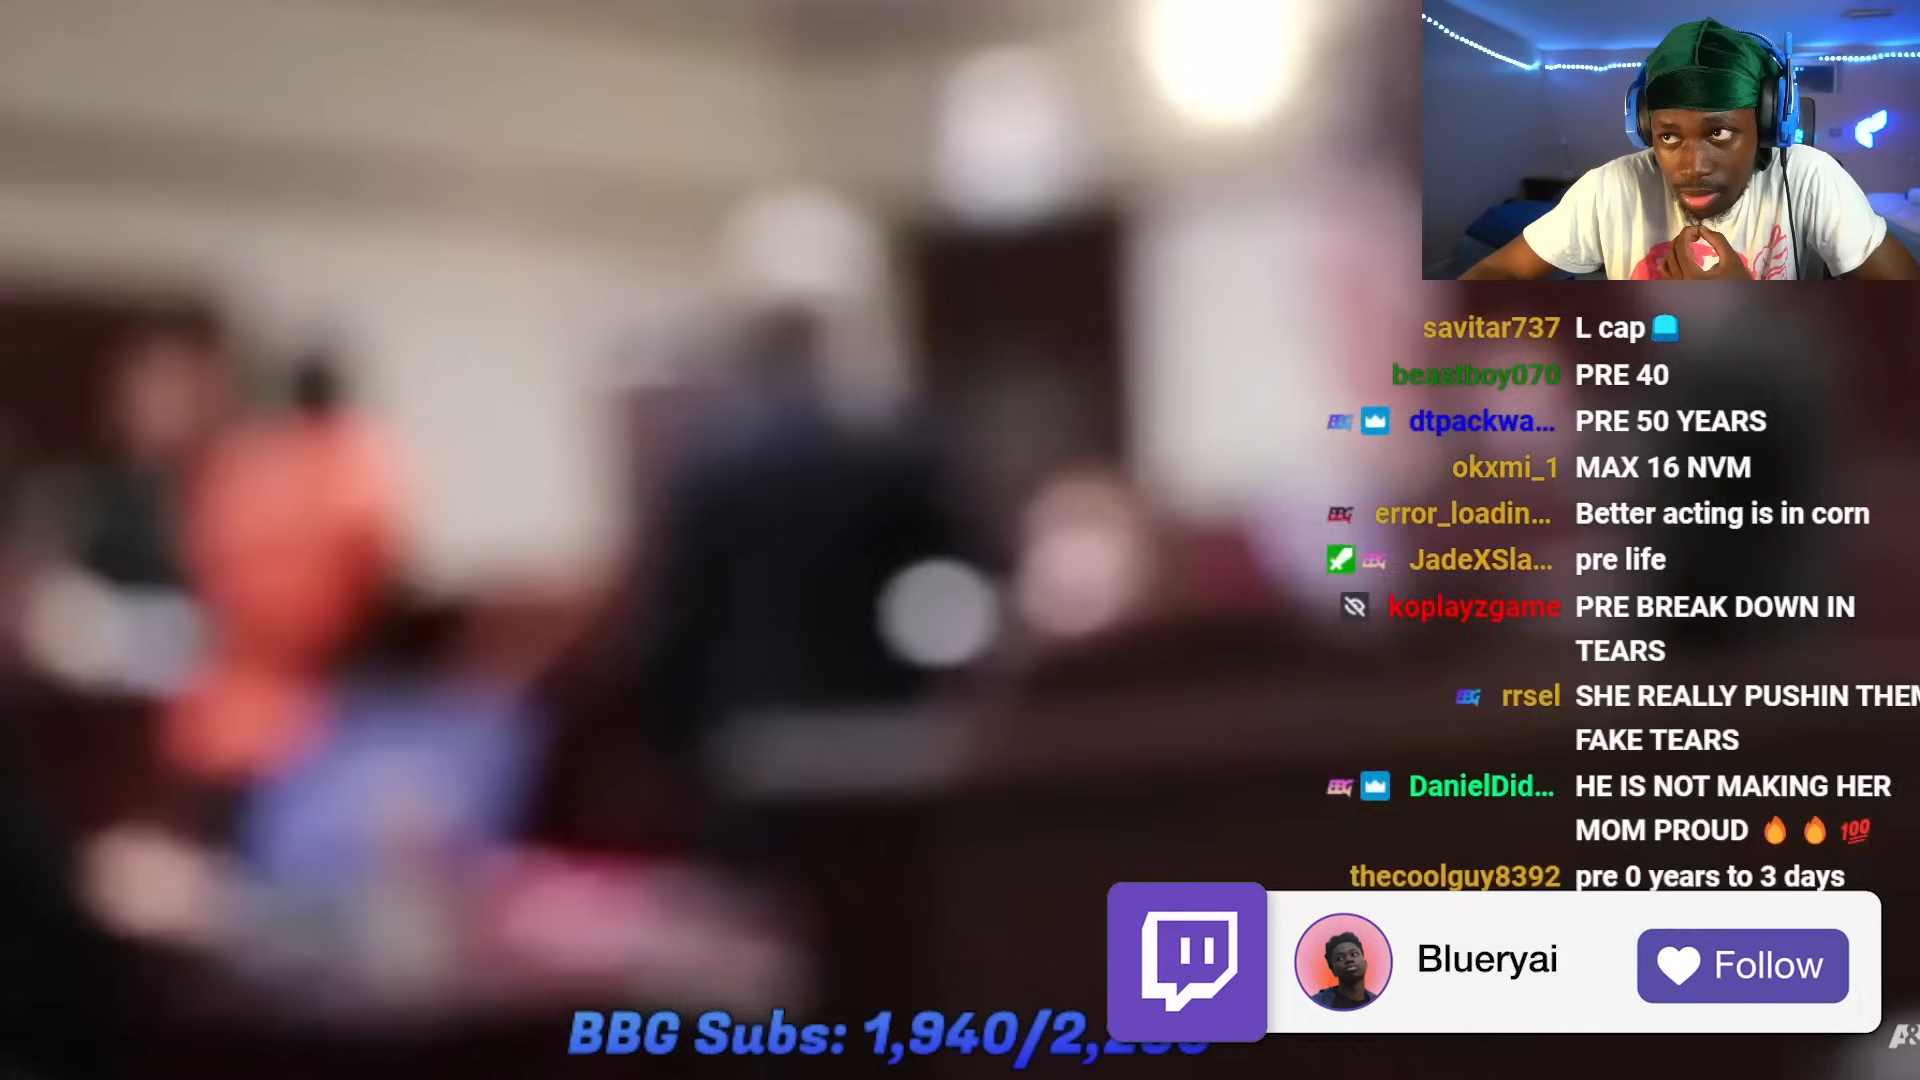 savitar737 L cap
beastboy070 PRE 40
dtpackwa... PRE 50 YEARS
okxmi_1 MAX 16 NVM
error_loadin... Better acting is in corn
JadeXSla... pre life
koplayzgame PRE BREAK DOWN IN
TEARS
rrsel SHE REALLY PUSHIN THEM
FAKE TEARS
DanielDid... HE IS NOT MAKING HER
MOM PROUD 🔥 🔥 💯
thecoolguy8392 pre 0 years to 3 days
Blueryai
Follow
BBG Subs: 1,940/2,
A&